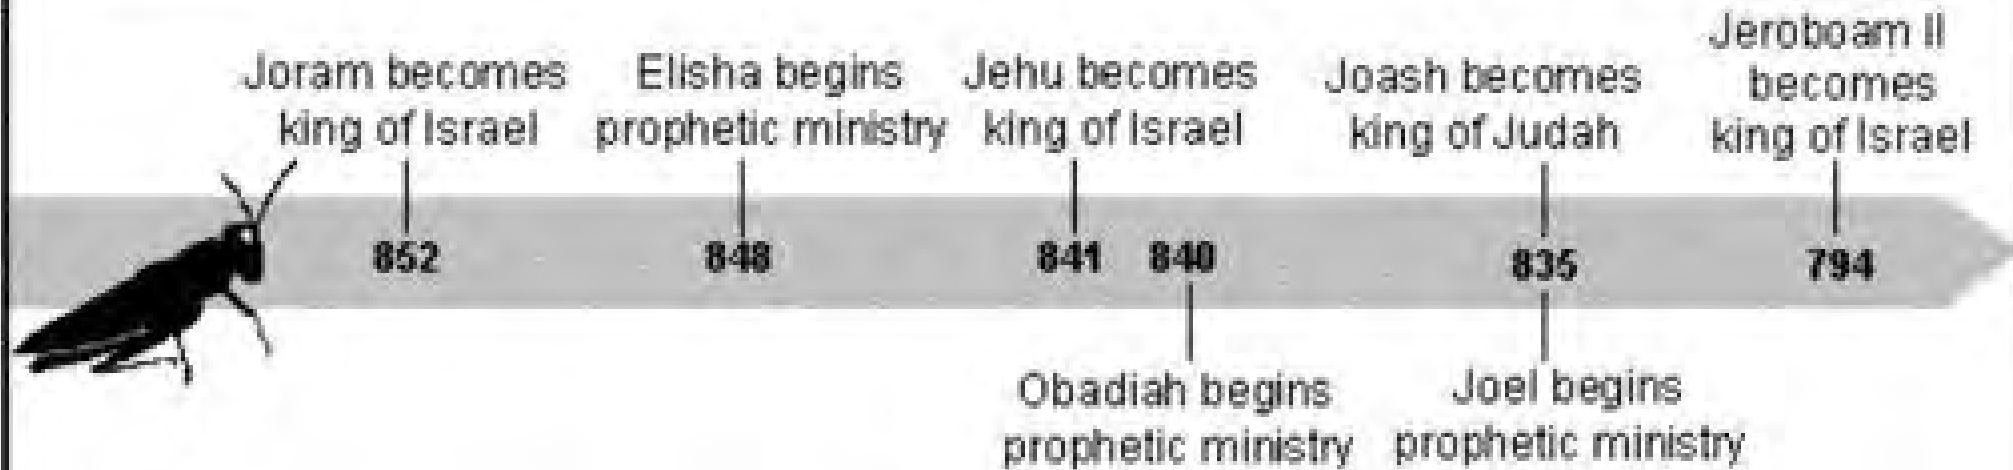 Joram becomes
king of Israel
Elisha begins
prophetic ministry
Jehu becomes
king of Israel
Joash becomes
king of Judah
Jeroboam II
becomes
king of Israel
852
848
841
840
835
794
Obadiah begins
prophetic ministry
Joel begins
prophetic ministry